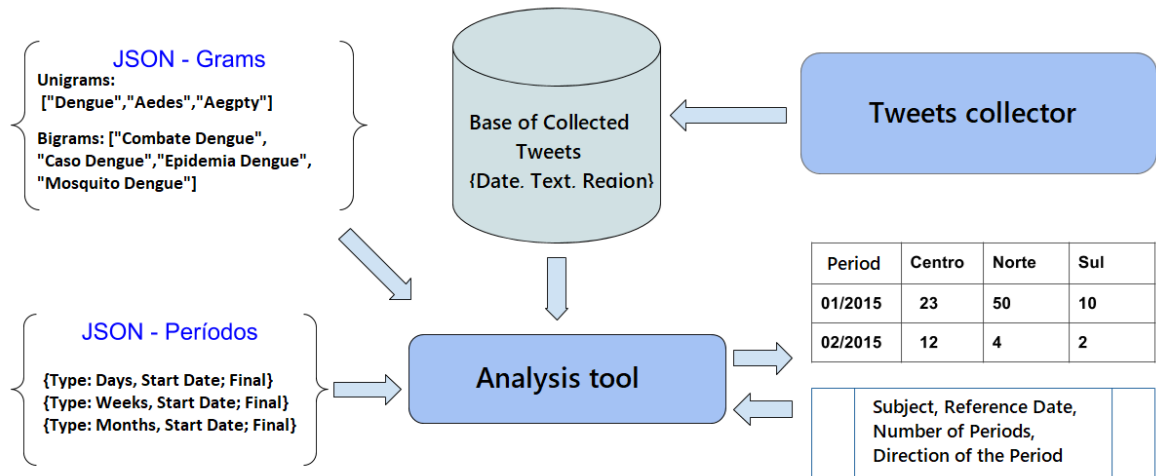 JSON - Grams
Unigrams:
["Dengue","Aedes","Aegpty"]
Bigrams: ["Combate Dengue",
"Caso Dengue","Epidemia Dengue",
"Mosquito Dengue"]
Base of Collected
Tweets
{Date, Text, Region}
Tweets collector
JSON - Períodos
{Type: Days, Start Date; Final}
{Type: Weeks, Start Date; Final}
{Type: Months, Start Date; Final}
Analysis tool
Period Centro Norte Sul
01/2015 23 50 10
02/2015 12 4 2
Subject, Reference Date,
Number of Periods,
Direction of the Period